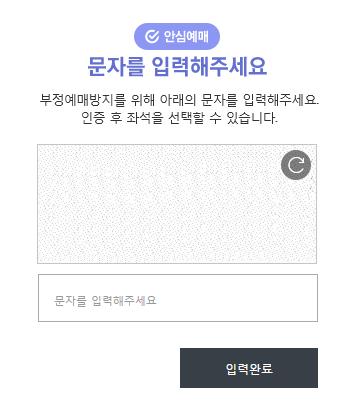 안심예매
문자를 입력해주세요
부정예매방지를 위해 아래의 문자를 입력해주세요.
인증 후 좌석을 선택할 수 있습니다.
문자를 입력해주세요
입력완료